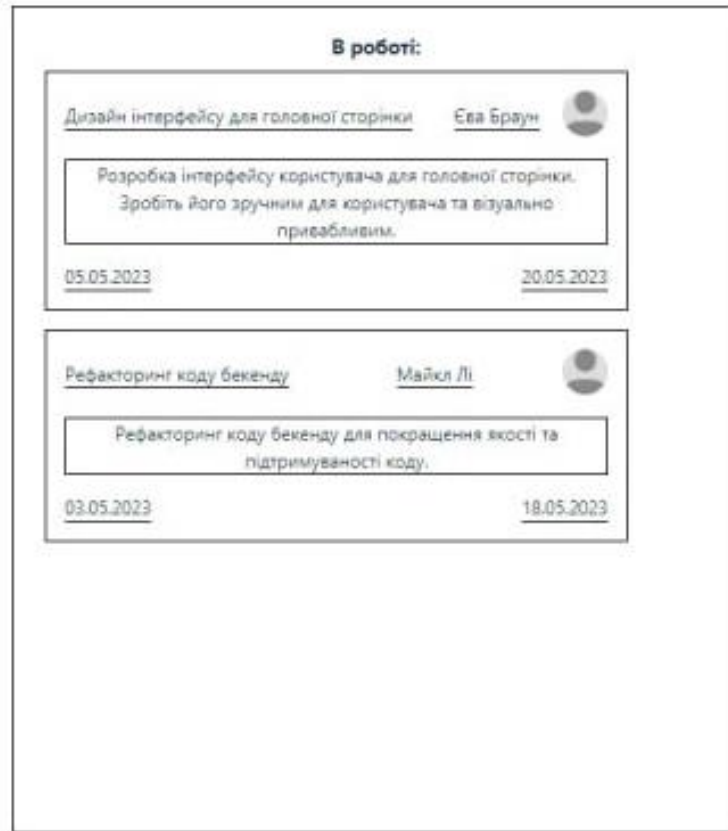 В роботі:
Дизайн інтерфейсу для головної сторінки Єва Браун
Розробка інтерфейсу користувача для головної сторінки.
Зробіть його зручним для користувача та візуально
привабливим.
05.05.2023 20.05.2023
Рефакторинг коду бекенду Майкл Лі
Рефакторинг коду бекенду для покращення якості та
підтримуваності коду.
03.05.2023 18.05.2023